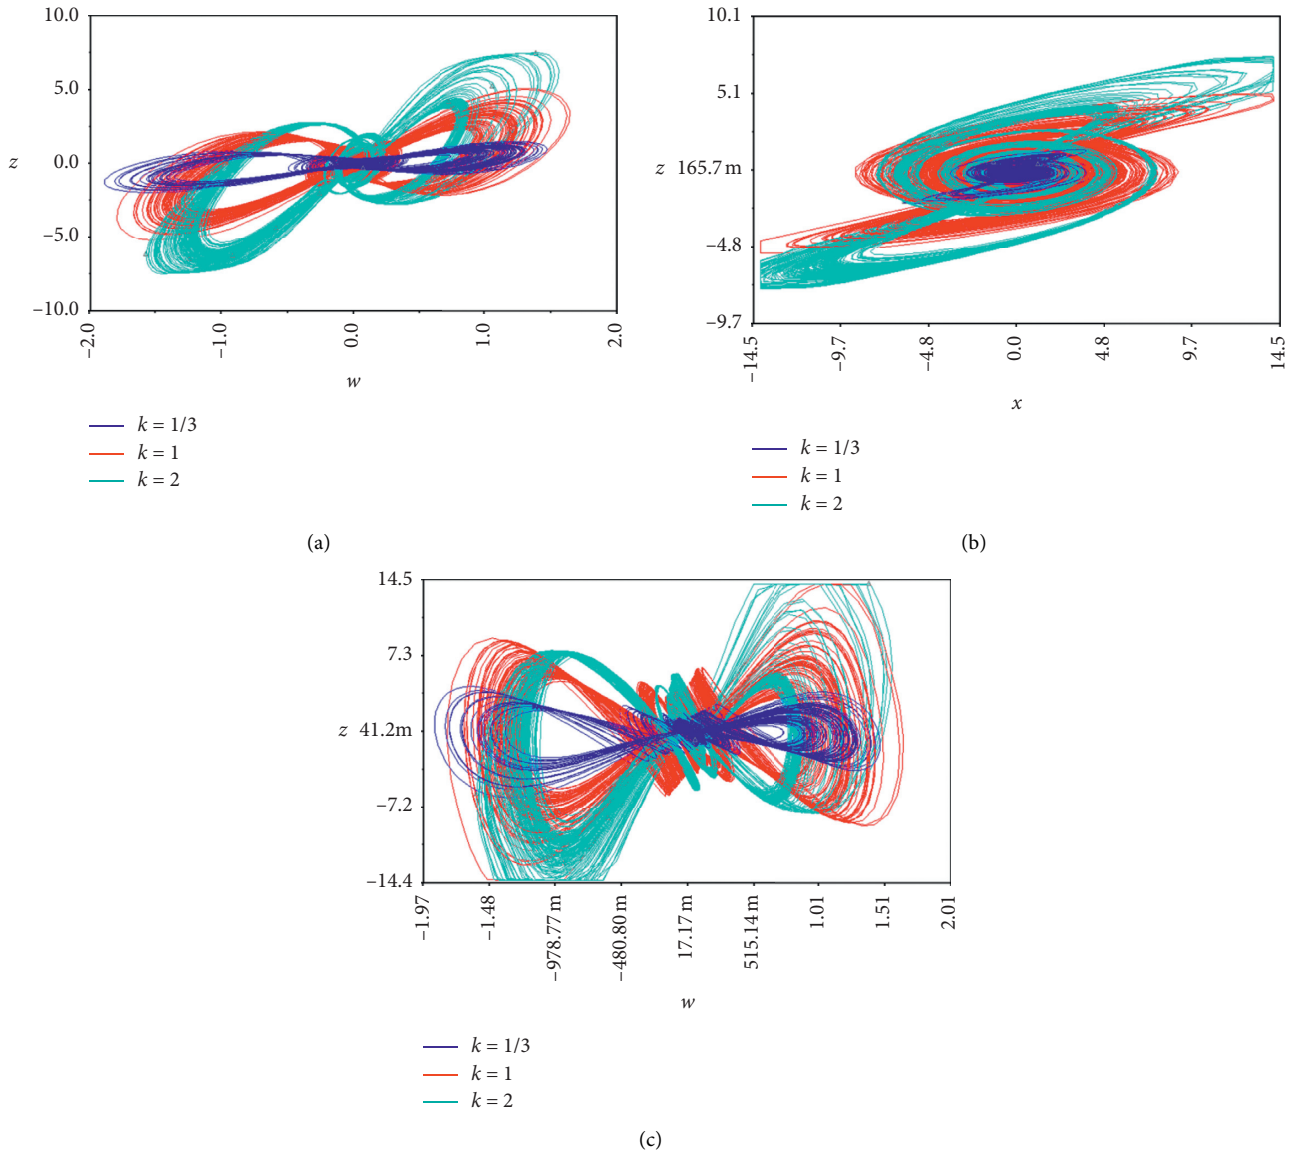 10.0
5.0
z
0.0
−5.0
−10.0
−2.0
−1.0
0.0
1.0
2.0
w
k = 1/3
k = 1
k = 2
(a)
10.1
5.1
z 165.7 m
−4.8
−9.7
−14.5
−9.7
−4.8
0.0
4.8
9.7
14.5
x
k = 1/3
k = 1
k = 2
(b)
14.5
7.3
z 41.2m
−7.2
−14.4
−1.97
−1.48
−978.77 m
−480.80 m
17.17 m
515.14 m
1.01
1.51
2.01
w
k = 1/3
k = 1
k = 2
(c)